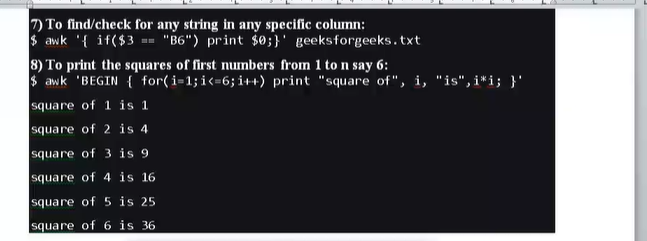 7) To find/check for any string in any specific column:
$ awk '{ if($3 == "B6") print $0;}' geeksforgeeks.txt
8) To print the squares of first numbers from 1 to n say 6:
$ awk 'BEGIN { for(i=1;i<=6;i++) print "square of", i, "is",i*i; }'
square of 1 is 1
square of 2 is 4
square of 3 is 9
square of 4 is 16
square of 5 is 25
square of 6 is 36